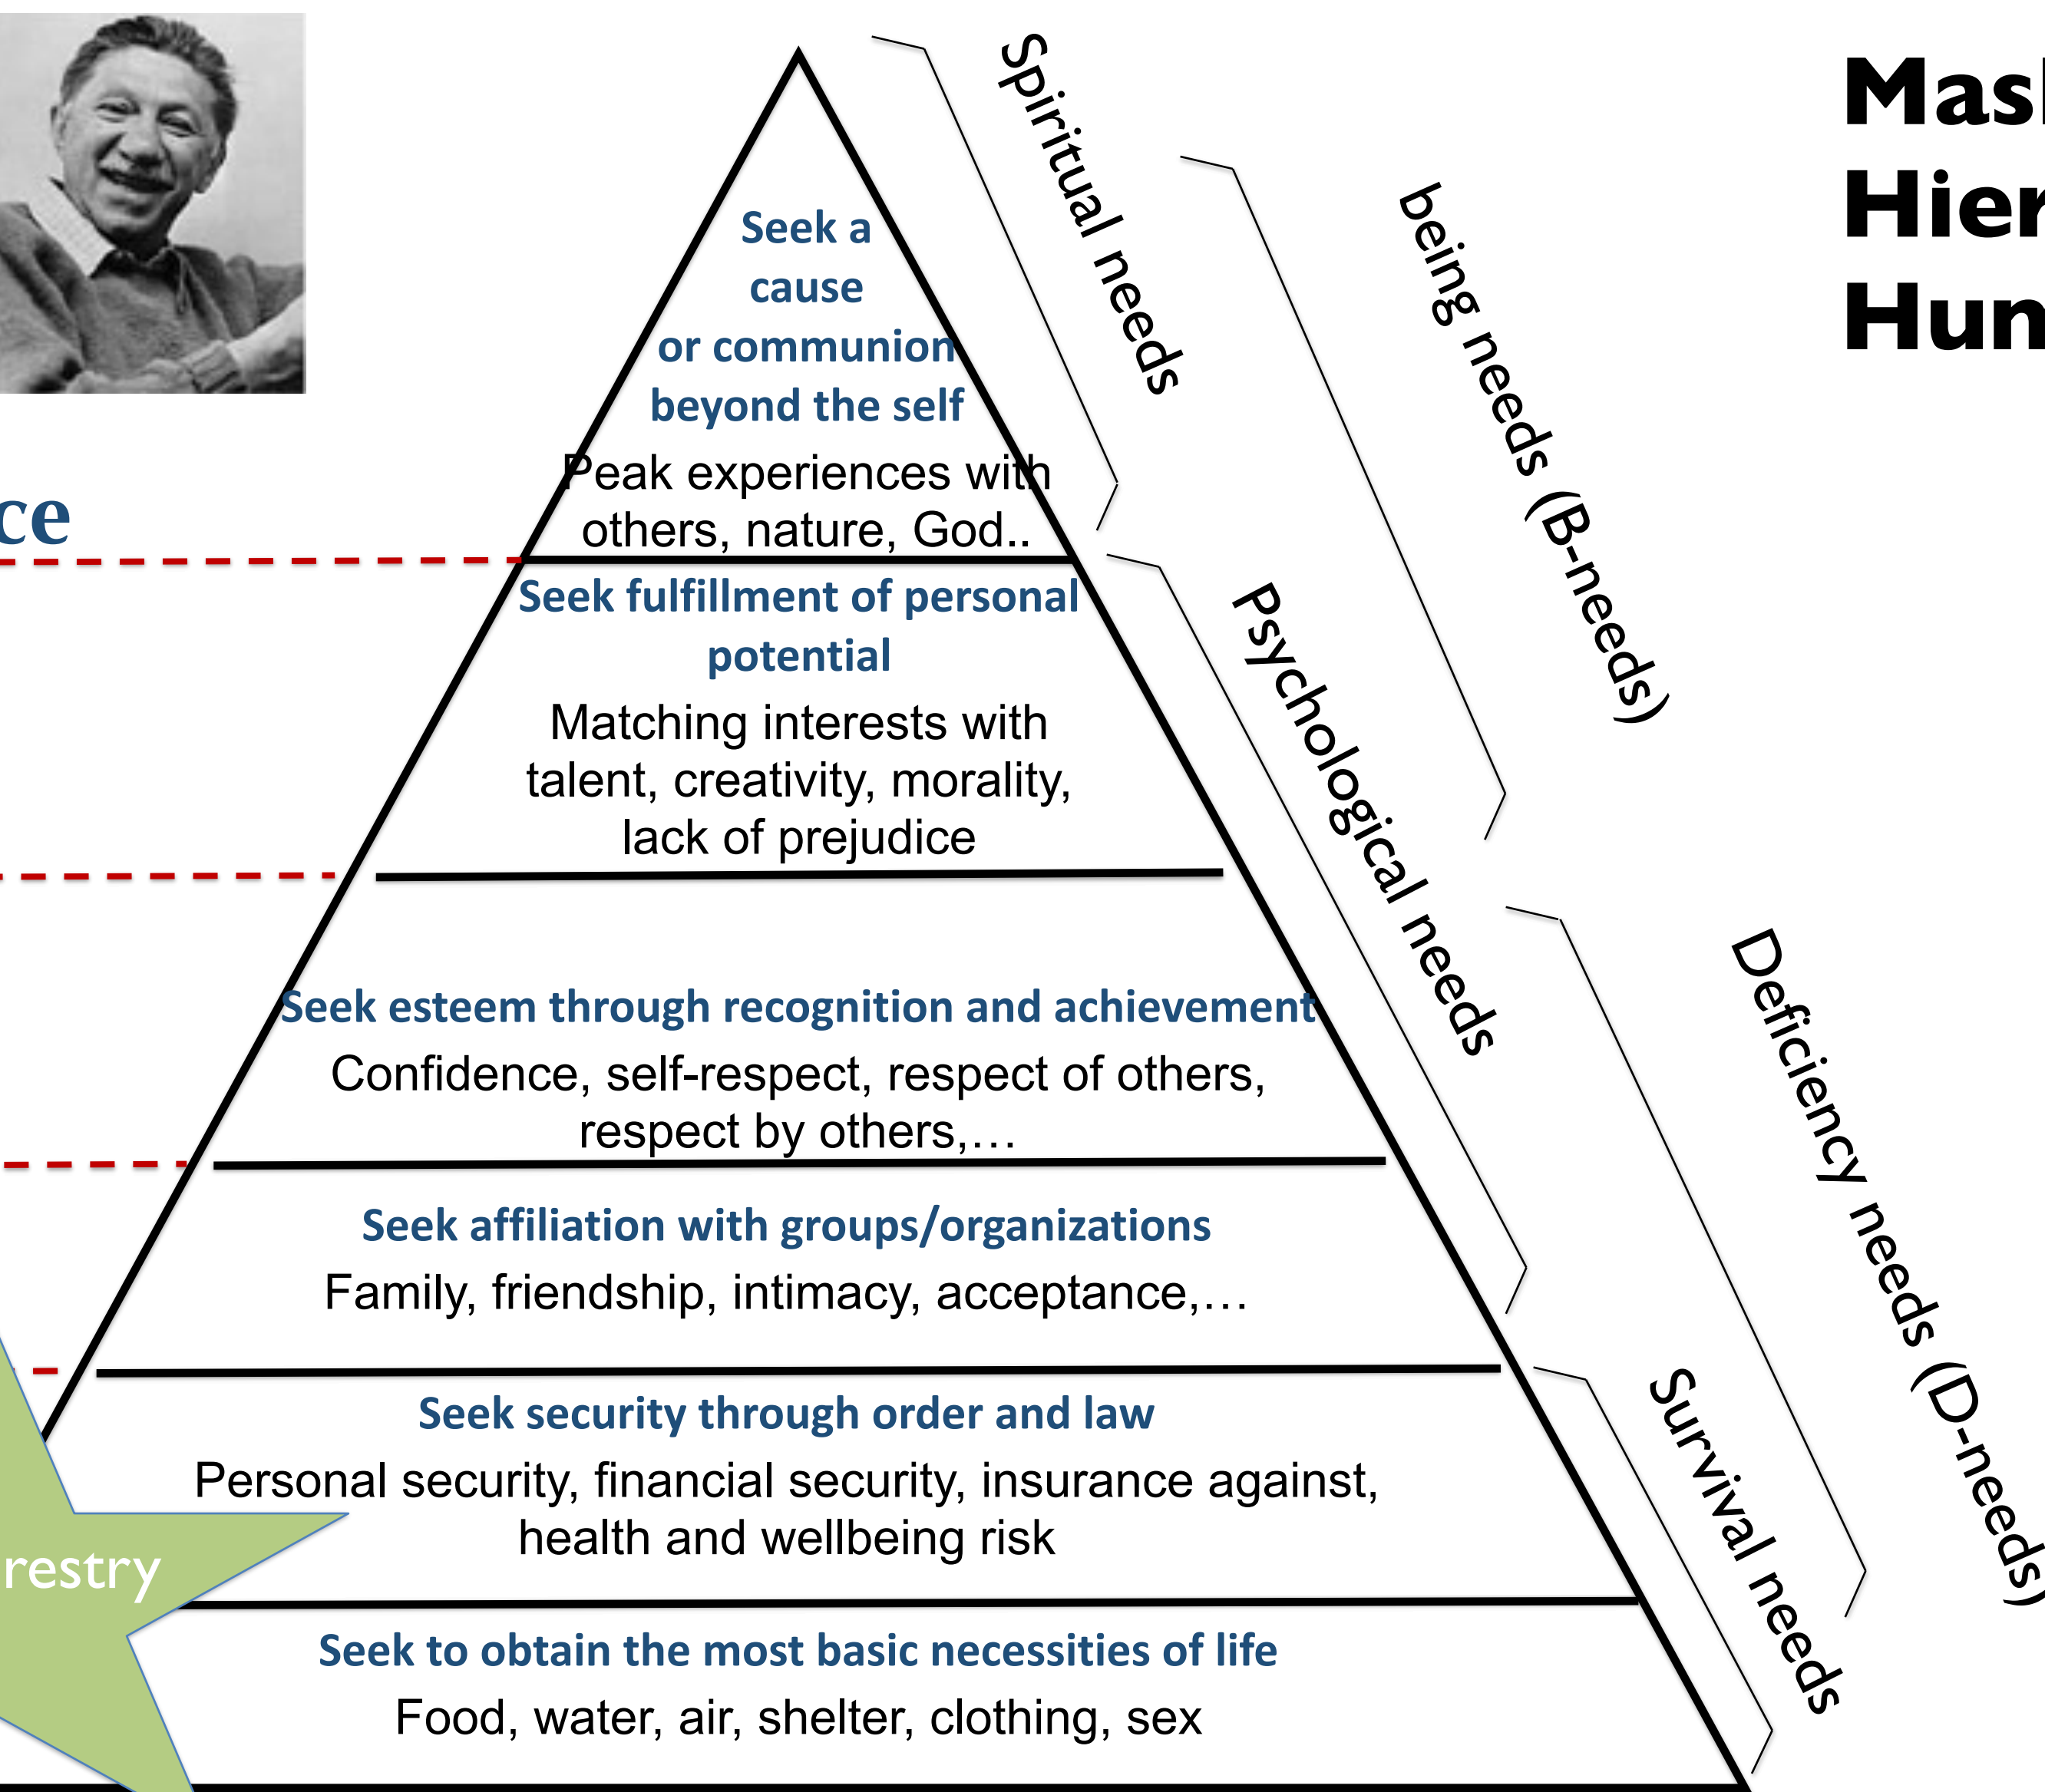 Mas
Hier
Hum
Spiritual needs
being needs (B-needs)
Seek a
cause
or communion
beyond the self
Peak experiences with
others, nature, God..
ce
Seek fulfillment of personal
potential
Matching interests with
talent, creativity, morality,
lack of prejudice
Psychological needs
Seek esteem through recognition and achievement
Confidence, self-respect, respect of others,
respect by others,…
Deficiency needs (D-needs)
Seek affiliation with groups/organizations
Family, friendship, intimacy, acceptance,…
Seek security through order and law
Personal security, financial security, insurance against,
health and wellbeing risk
Survival needs
restry
Seek to obtain the most basic necessities of life
Food, water, air, shelter, clothing, sex